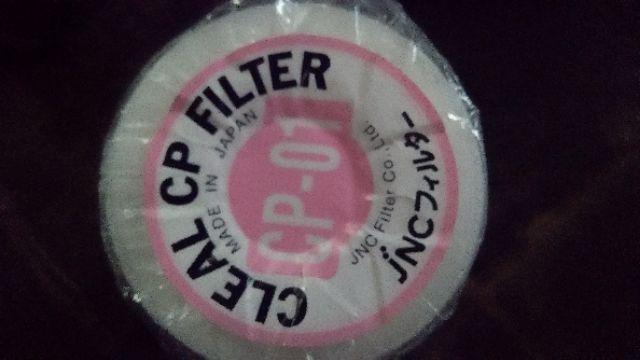 CLEAL CP FILTER
MADE IN JAPAN
CP-01
JNC Filter Co., Ltd.
JNCフィルター